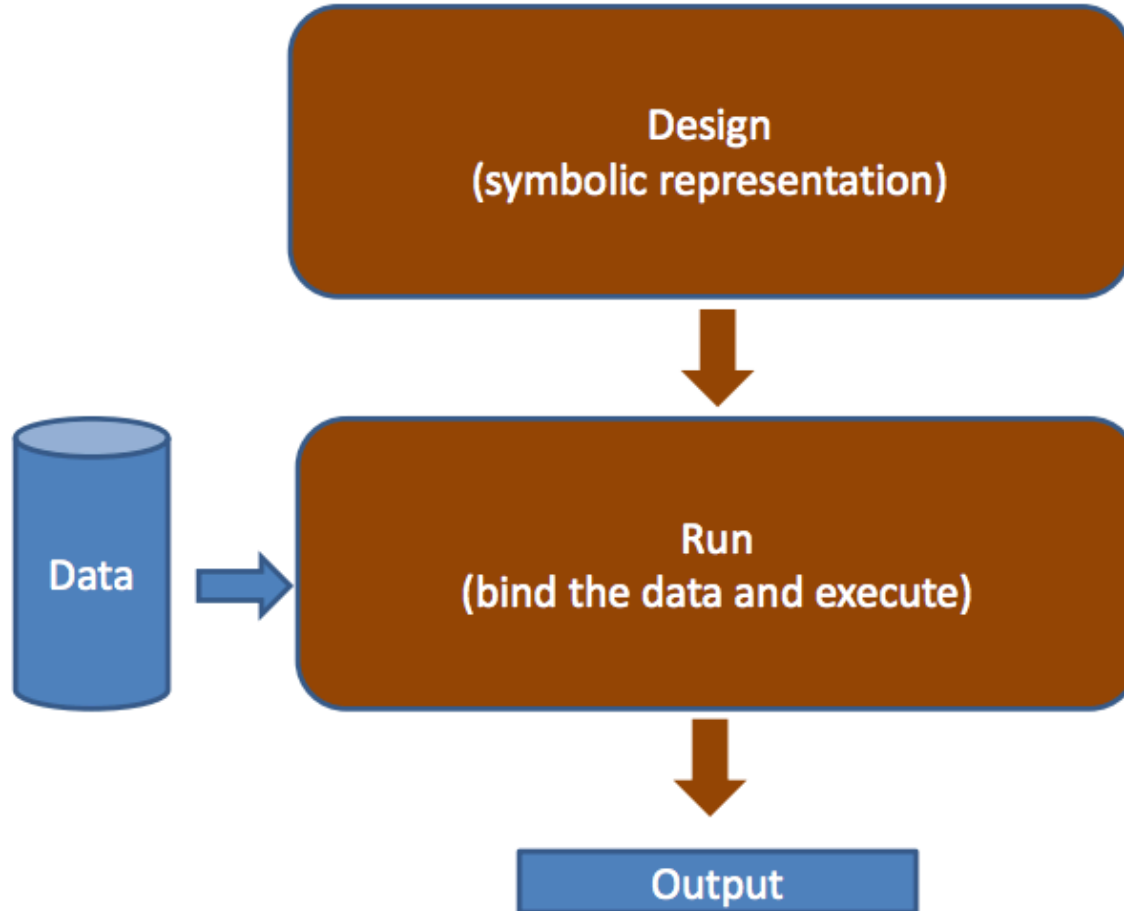 Design
(symbolic representation)
Data
Run
(bind the data and execute)
Output